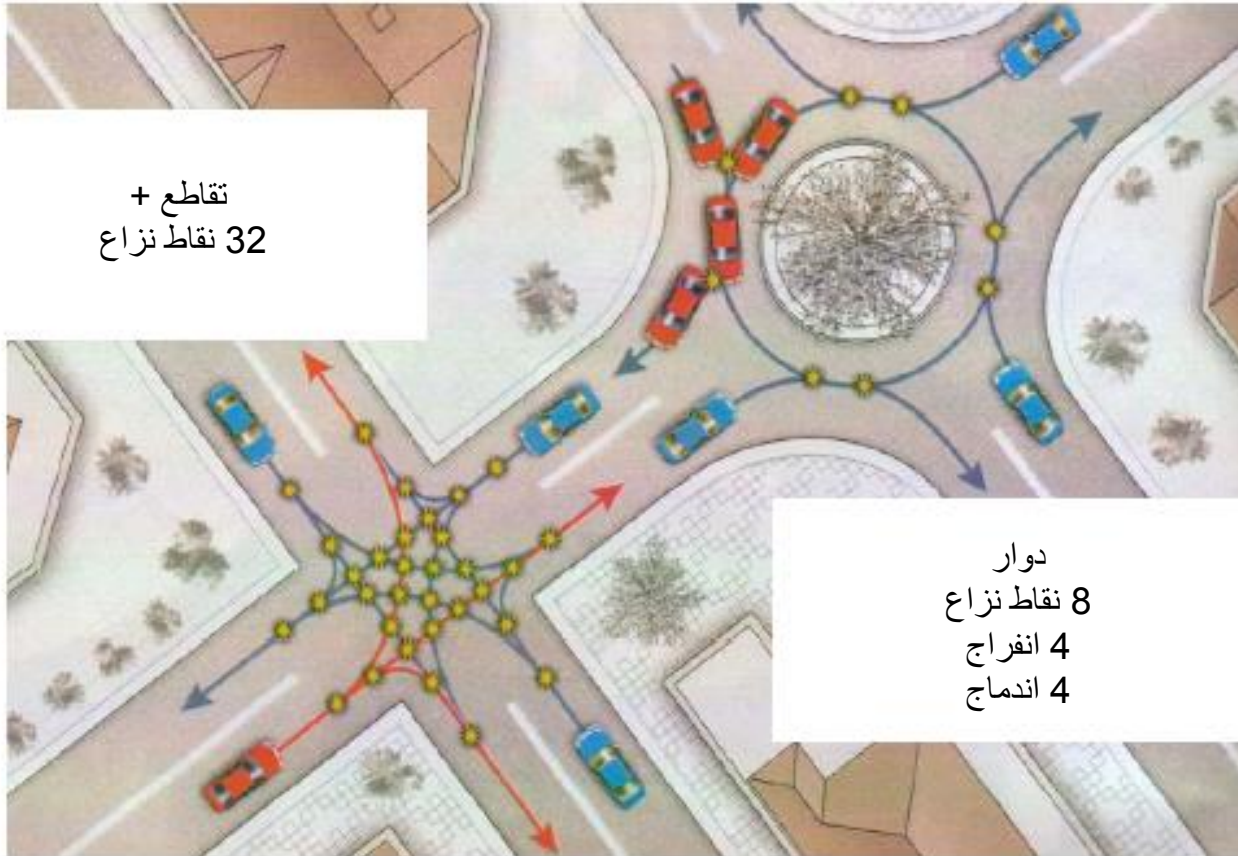 تقاطع +
32 نقاط نزاع
دوار
8 نقاط نزاع
4 انفراج
4 اندماج